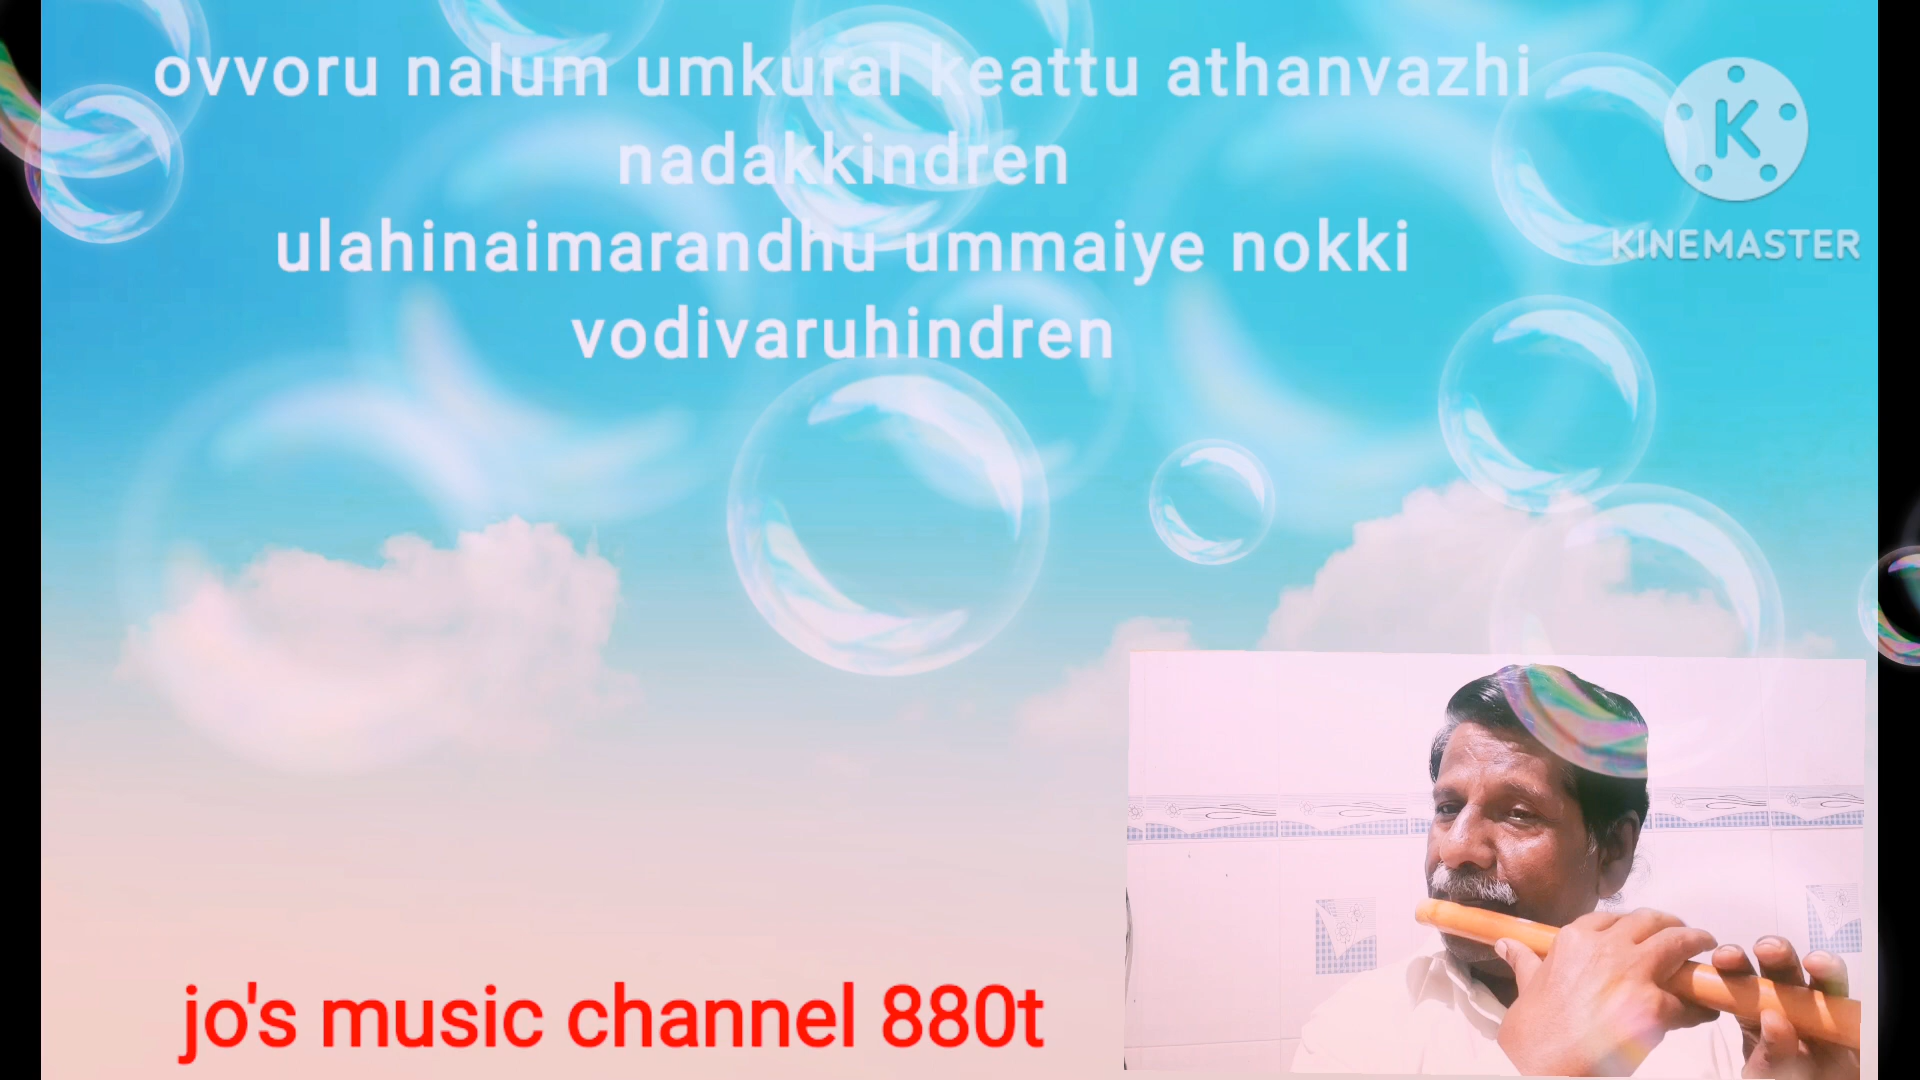 ovvoru nalum umkural keattu athanvazhi
nadakkindren
ulahinaimarandhu ummaiye nokki
vodivaruhindren
K
KINEMASTER
jo's music channel 880t